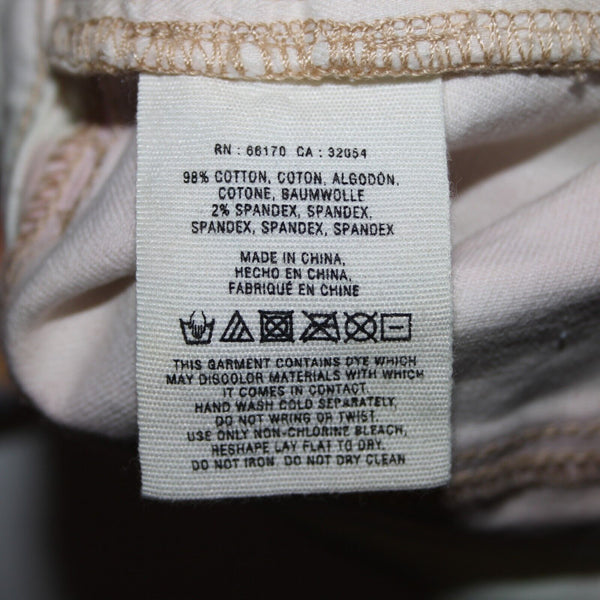 RN : 66170 CA : 32054
98% COTTON, COTON, ALGODÓN,
COTONE, BAUMWOLLE
2% SPANDEX, SPANDEX,
SPANDEX, SPANDEX, SPANDEX
MADE IN CHINA,
HECHO EN CHINA,
FABRIQUÉ EN CHINE
THIS GARMENT CONTAINS DYE WHICH
MAY DISCOLOR MATERIALS WITH WHICH
IT COMES IN CONTACT.
HAND WASH COLD SEPARATELY,
DO NOT WRING OR TWIST.
USE ONLY NON-CHLORINE BLEACH,
RESHAPE LAY FLAT TO DRY.
DO NOT IRON, DO NOT DRY CLEAN